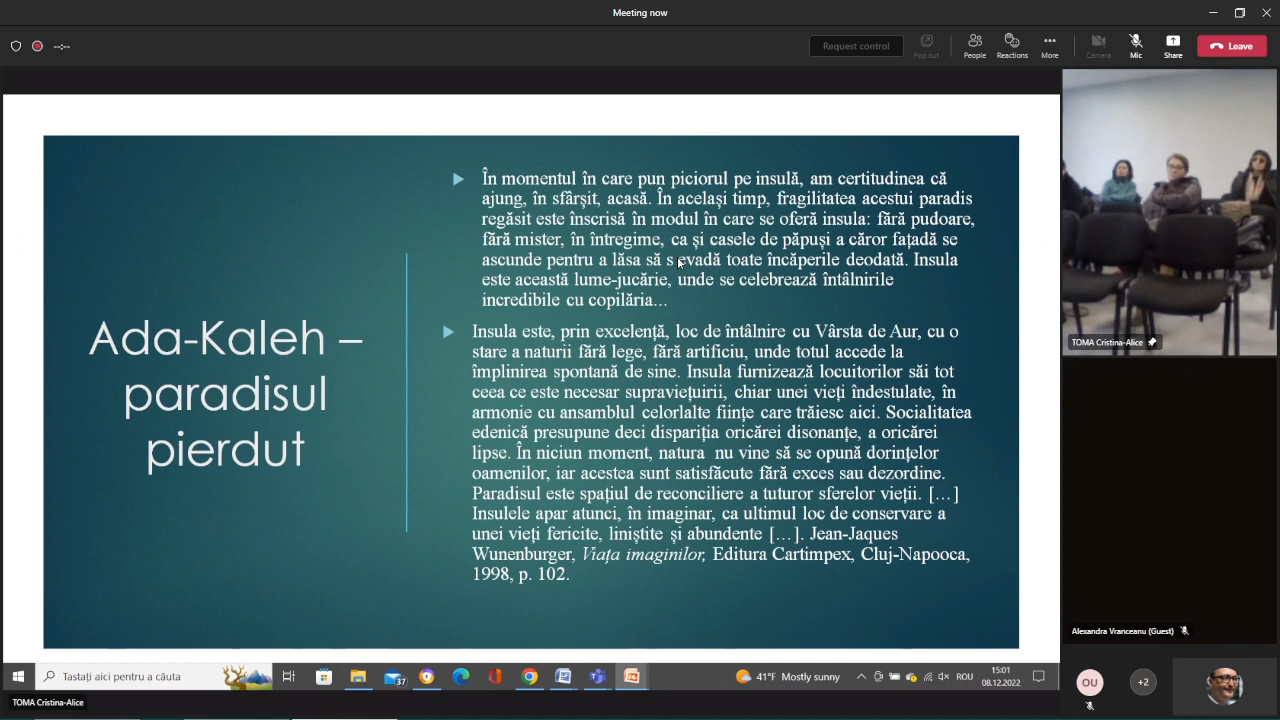 Meeting now
--:--
Request control
Pop out
People
Reactions
More
Camera
Mic
Share
Leave
Ada-Kaleh –
paradisul
pierdut
În momentul în care pun piciorul pe insulă, am certitudinea că
ajung, în sfârșit, acasă. În același timp, fragilitatea acestui paradis
regăsit este înscrisă în modul în care se oferă insula: fără pudoare,
fără mister, în întregime, ca și casele de păpuși a căror fațadă se
ascunde pentru a lăsa să s evadă toate încăperile deodată. Insula
este această lume-jucărie, unde se celebrează întâlnirile
incredibile cu copilăria...
Insula este, prin excelență, loc de întâlnire cu Vârsta de Aur, cu o
stare a naturii fără lege, fără artificiu, unde totul accede la
împlinirea spontană de sine. Insula furnizează locuitorilor săi tot
ceea ce este necesar supraviețuirii, chiar unei vieți îndestulate, în
armonie cu ansamblul celorlalte ființe care trăiesc aici. Socialitatea
edenică presupune deci dispariția oricărei disonanțe, a oricărei
lipse. În niciun moment, natura nu vine să se opună dorințelor
oamenilor, iar acestea sunt satisfăcute fără exces sau dezordine.
Paradisul este spațiul de reconciliere a tuturor sferelor vieții. […]
Insulele apar atunci, în imaginar, ca ultimul loc de conservare a
unei vieți fericite, liniștite și abundente […]. Jean-Jaques
Wunenburger, Viața imaginilor, Editura Cartimpex, Cluj-Napoca,
1998, p. 102.
TOMA Cristina-Alice
Alexandra Vranceanu (Guest)
OU
+2
Tastați aici pentru a căuta
37
41°F Mostly sunny
ROU
15:01
08.12.2022
TOMA Cristina-Alice